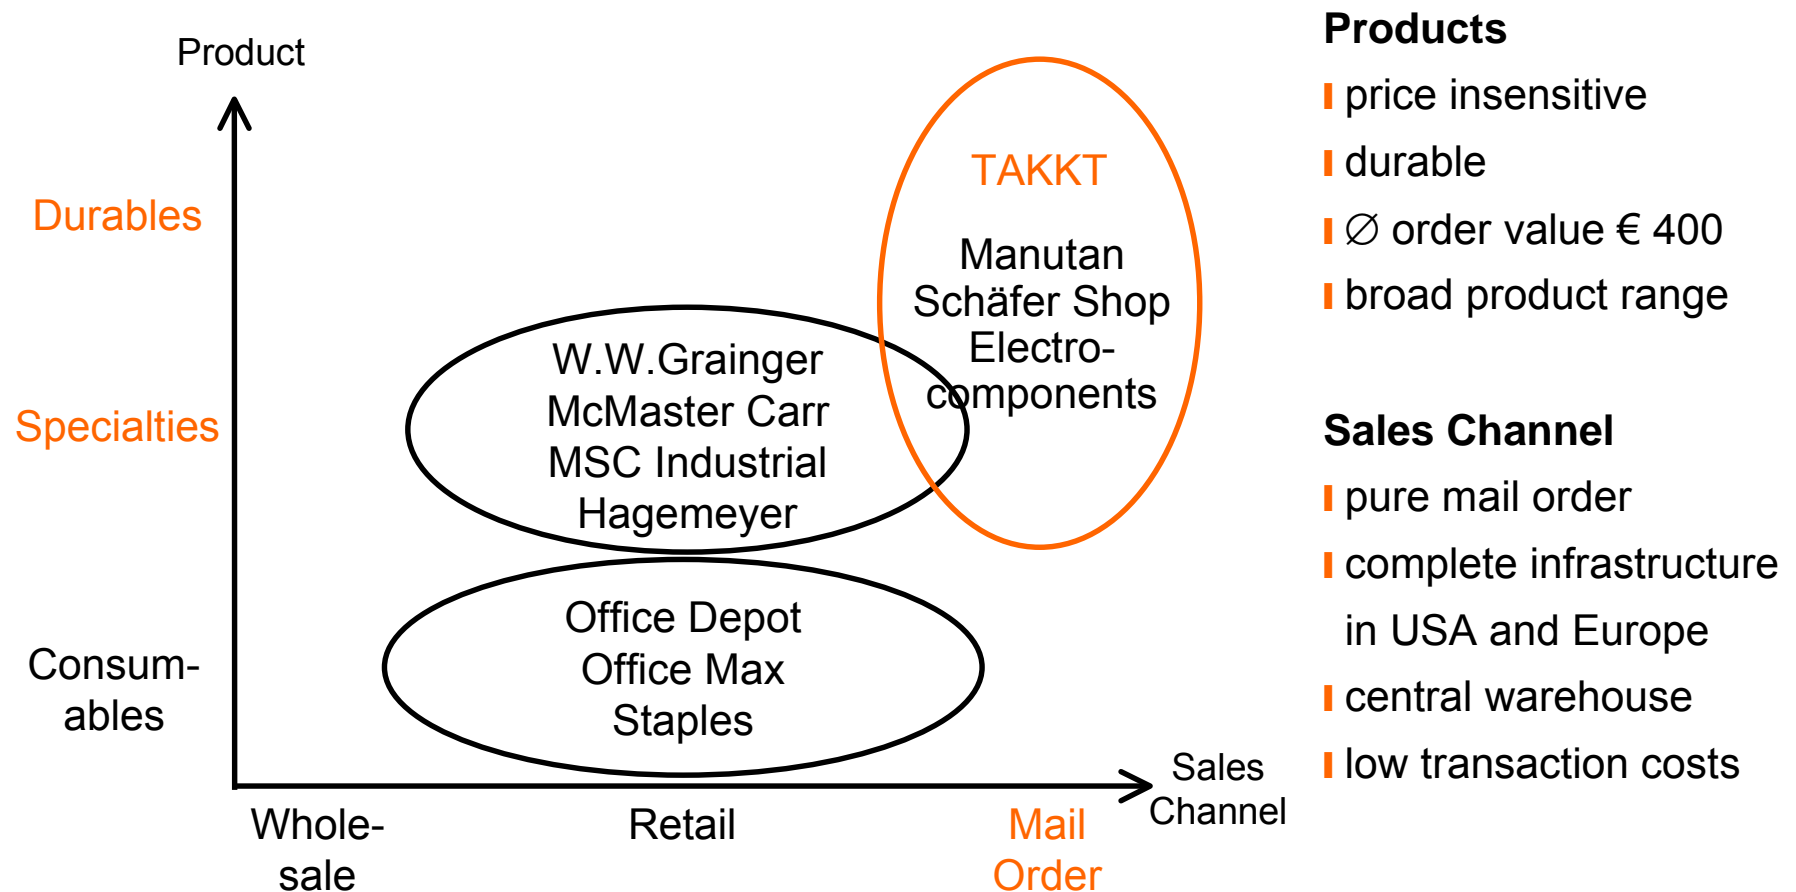 Product
Durables
Specialties
Consum-
ables
TAKKT
Manutan
Schäfer Shop
Electro-
components
W.W.Grainger
McMaster Carr
MSC Industrial
Hagemeyer
Office Depot
Office Max
Staples
Whole-
sale
Retail
Mail
Order
Sales
Channel
Products
price insensitive
durable
∅ order value € 400
broad product range
Sales Channel
pure mail order
complete infrastructure
in USA and Europe
central warehouse
low transaction costs